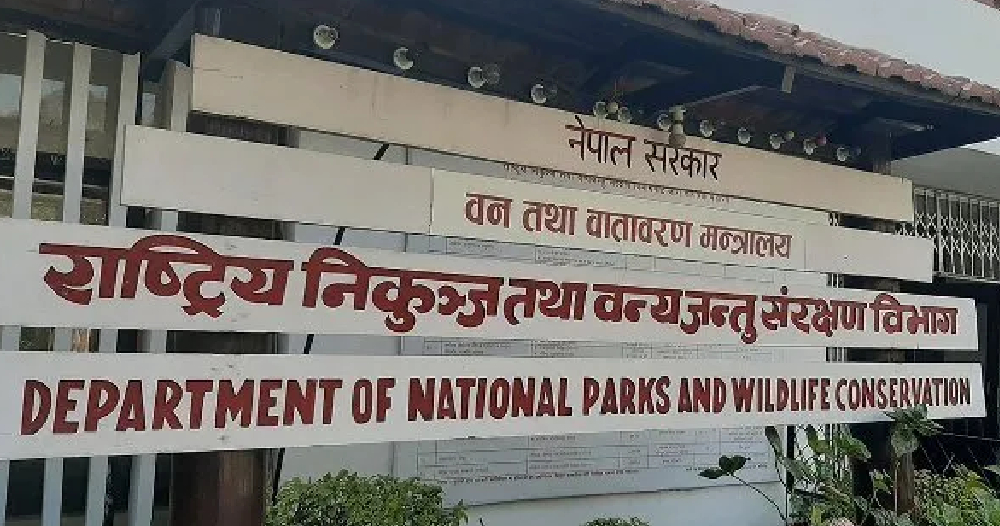 नेपाल सरकार
वन तथा वातावरण मन्त्रालय
राष्ट्रिय निकुञ्ज तथा वन्यजन्तु संरक्षण विभाग
DEPARTMENT OF NATIONAL PARKS AND WILDLIFE CONSERVATION